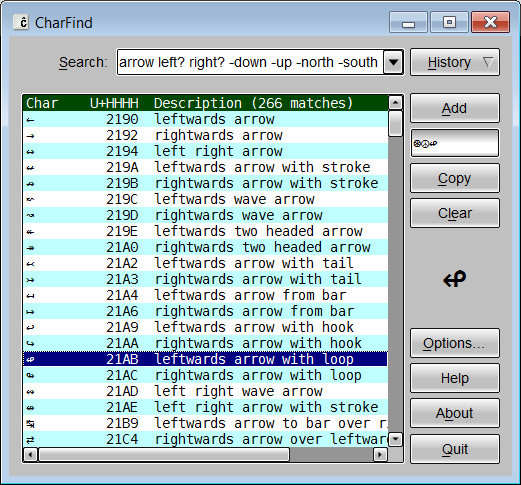 CharFind
Search: arrow left? right? -down -up -north -south History
Char U+HHHH Description (266 matches)
← 2190 leftwards arrow
→ 2192 rightwards arrow
↔ 2194 left right arrow
↚ 219A leftwards arrow with stroke
↛ 219B rightwards arrow with stroke
↜ 219C leftwards wave arrow
↝ 219D rightwards wave arrow
↞ 219E leftwards two headed arrow
↠ 21A0 rightwards two headed arrow
↢ 21A2 leftwards arrow with tail
↣ 21A3 rightwards arrow with tail
↤ 21A4 leftwards arrow from bar
↦ 21A6 rightwards arrow from bar
↩ 21A9 leftwards arrow with hook
↪ 21AA rightwards arrow with hook
↫ 21AB leftwards arrow with loop
↬ 21AC rightwards arrow with loop
↭ 21AD left right wave arrow
↮ 21AE left right arrow with stroke
↹ 21B9 leftwards arrow to bar over ri
⇄ 21C4 rightwards arrow over leftward
Add
Copy
Clear
↫
Options...
Help
About
Quit